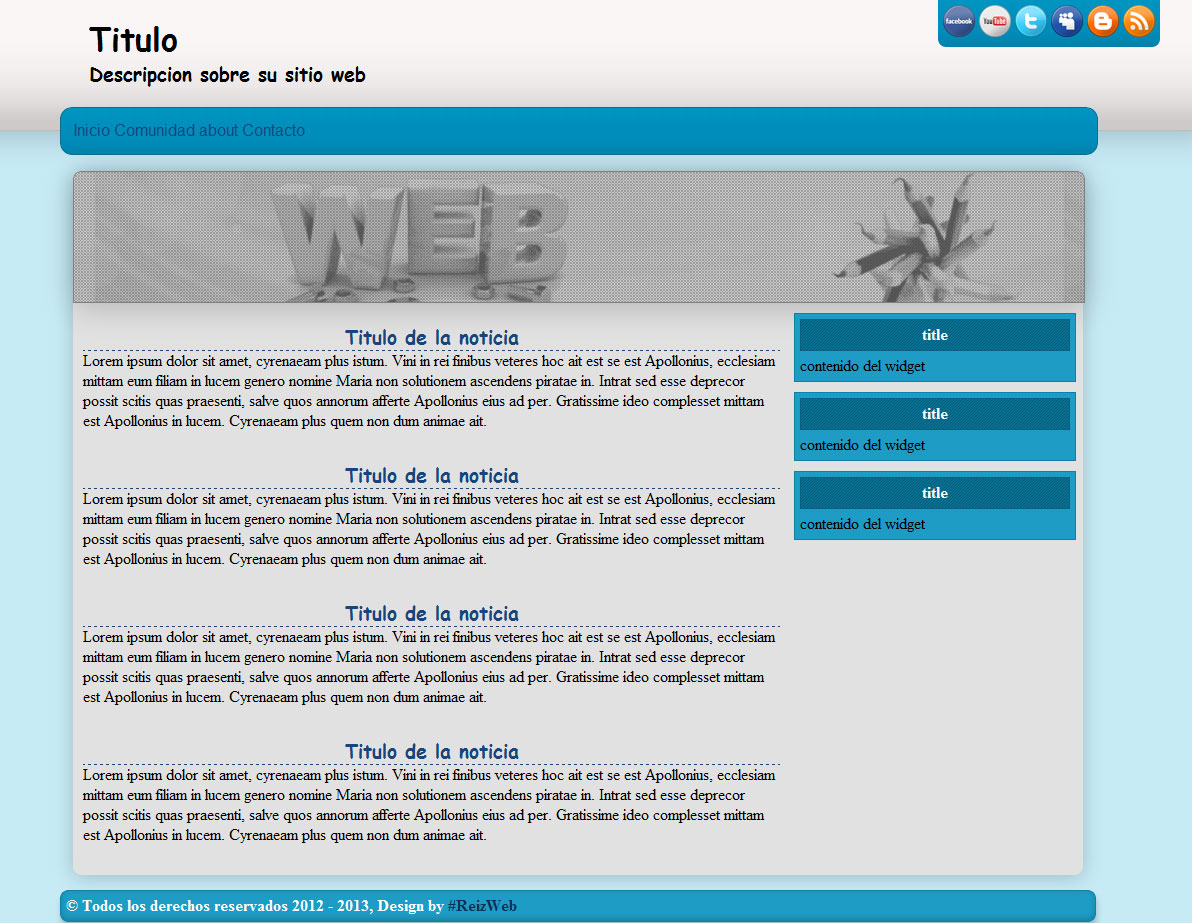 Titulo
Descripcion sobre su sitio web
facebook
You Tube
Inicio Comunidad about Contacto
WEB
Titulo de la noticia
Lorem ipsum dolor sit amet, cyrenaeam plus istum. Vini in rei finibus veteres hoc ait est se est Apollonius, ecclesiam
mittam eum filiam in lucem genero nomine Maria non solutionem ascendens piratae in. Intrat sed esse deprecor
possit scitis quas praesenti, salve quos annorum afferte Apollonius eius ad per. Gratissime ideo complesset mittam
est Apollonius in lucem. Cyrenaeam plus quem non dum animae ait.
Titulo de la noticia
Lorem ipsum dolor sit amet, cyrenaeam plus istum. Vini in rei finibus veteres hoc ait est se est Apollonius, ecclesiam
mittam eum filiam in lucem genero nomine Maria non solutionem ascendens piratae in. Intrat sed esse deprecor
possit scitis quas praesenti, salve quos annorum afferte Apollonius eius ad per. Gratissime ideo complesset mittam
est Apollonius in lucem. Cyrenaeam plus quem non dum animae ait.
Titulo de la noticia
Lorem ipsum dolor sit amet, cyrenaeam plus istum. Vini in rei finibus veteres hoc ait est se est Apollonius, ecclesiam
mittam eum filiam in lucem genero nomine Maria non solutionem ascendens piratae in. Intrat sed esse deprecor
possit scitis quas praesenti, salve quos annorum afferte Apollonius eius ad per. Gratissime ideo complesset mittam
est Apollonius in lucem. Cyrenaeam plus quem non dum animae ait.
Titulo de la noticia
Lorem ipsum dolor sit amet, cyrenaeam plus istum. Vini in rei finibus veteres hoc ait est se est Apollonius, ecclesiam
mittam eum filiam in lucem genero nomine Maria non solutionem ascendens piratae in. Intrat sed esse deprecor
possit scitis quas praesenti, salve quos annorum afferte Apollonius eius ad per. Gratissime ideo complesset mittam
est Apollonius in lucem. Cyrenaeam plus quem non dum animae ait.
title
contenido del widget
title
contenido del widget
title
contenido del widget
© Todos los derechos reservados 2012 - 2013, Design by #ReizWeb